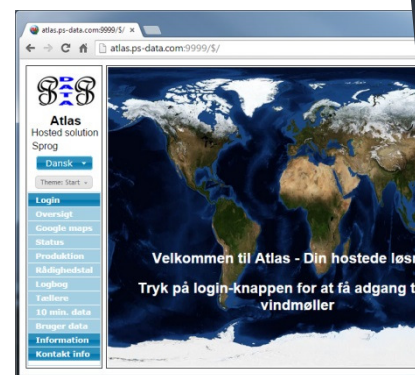 atlas.ps-data.com:9999/$/
atlas.ps-data.com:9999/$/
Atlas
Hosted solution
Sprog
Dansk
Theme: Start
Login
Oversigt
Google maps
Status
Produktion
Rådighedstal
Logbog
Tællere
10 min. data
Bruger data
Information
Kontakt info
Velkommen til Atlas - Din hostede
Tryk på login-knappen for at få adgang
vindmøller